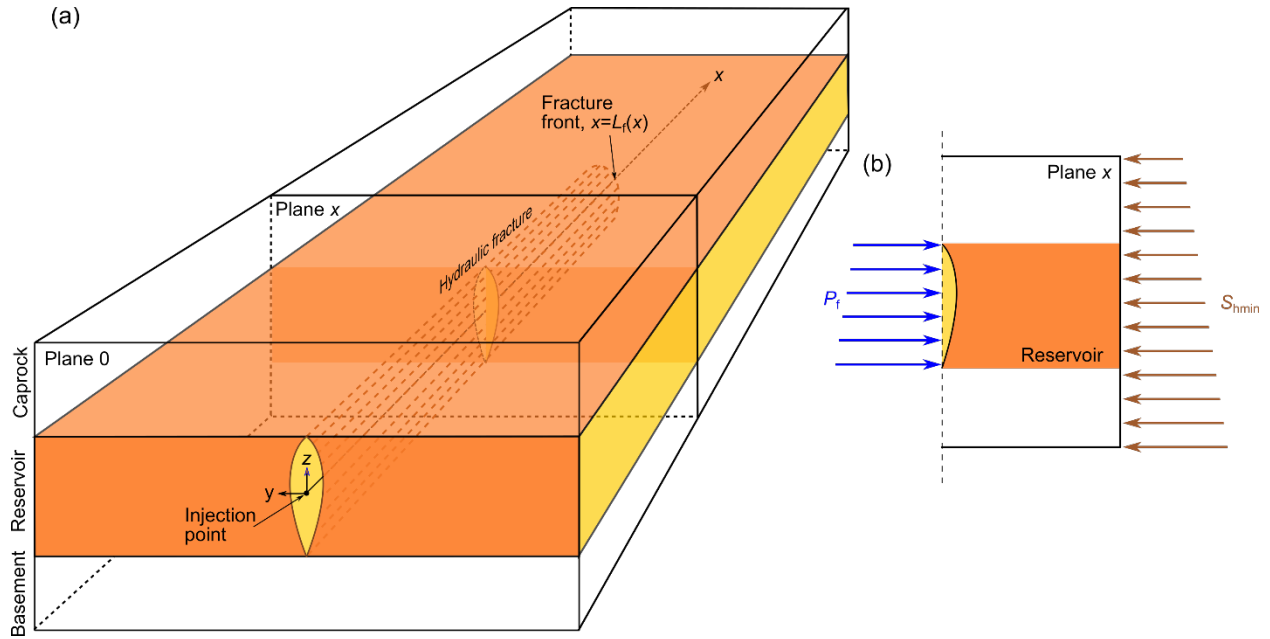 (a)
x
Fracture
front, x=Lf(x)
Plane x
Hydraulic fracture
Plane 0
Caprock
Reservoir
Basement
z
y
Injection
point
(b)
Plane x
Pf
Shmin
Reservoir